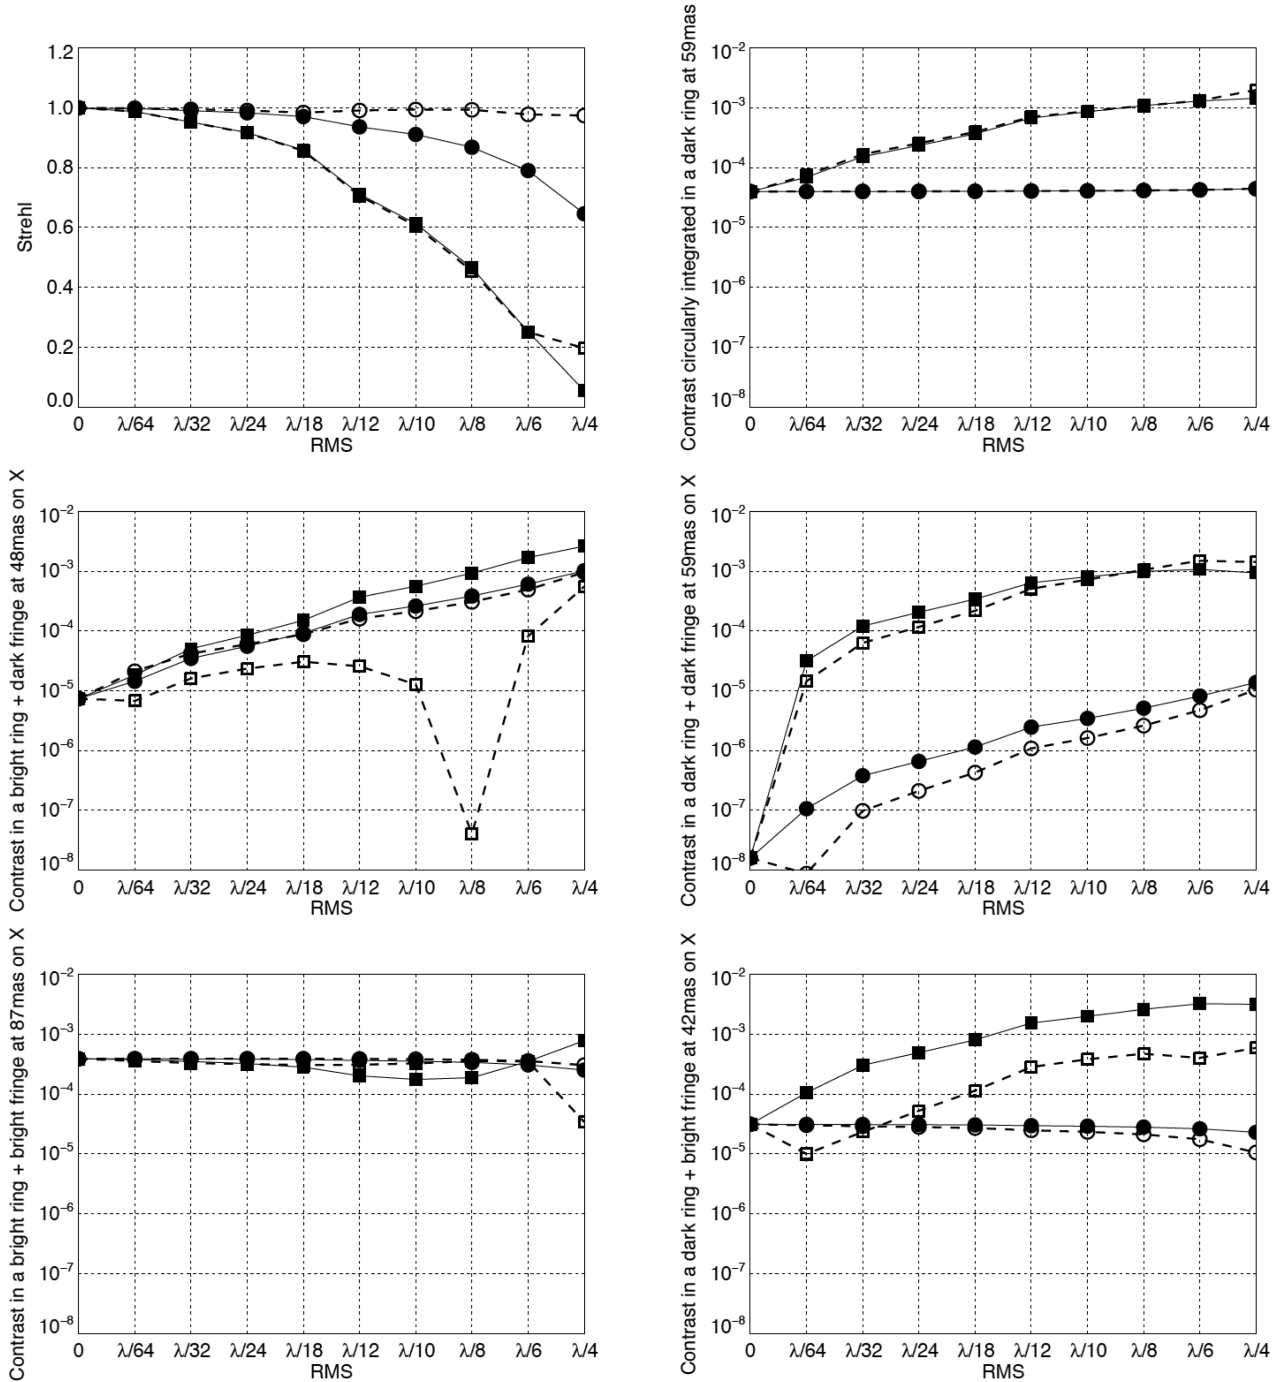 Strehl
1.2
1.0
0.8
0.6
0.4
0.2
0.0
0 λ/64 λ/32 λ/24 λ/18 λ/12 λ/10 λ/8 λ/6 λ/4
RMS
Contrast circularly integrated in a dark ring at 59mas
10⁻²
10⁻³
10⁻⁴
10⁻⁵
10⁻⁶
10⁻⁷
10⁻⁸
0 λ/64 λ/32 λ/24 λ/18 λ/12 λ/10 λ/8 λ/6 λ/4
RMS
Contrast in a bright ring + dark fringe at 48mas on X
10⁻²
10⁻³
10⁻⁴
10⁻⁵
10⁻⁶
10⁻⁷
10⁻⁸
0 λ/64 λ/32 λ/24 λ/18 λ/12 λ/10 λ/8 λ/6 λ/4
RMS
Contrast in a dark ring + dark fringe at 59mas on X
10⁻²
10⁻³
10⁻⁴
10⁻⁵
10⁻⁶
10⁻⁷
10⁻⁸
0 λ/64 λ/32 λ/24 λ/18 λ/12 λ/10 λ/8 λ/6 λ/4
RMS
Contrast in a bright ring + bright fringe at 87mas on X
10⁻²
10⁻³
10⁻⁴
10⁻⁵
10⁻⁶
10⁻⁷
10⁻⁸
0 λ/64 λ/32 λ/24 λ/18 λ/12 λ/10 λ/8 λ/6 λ/4
RMS
Contrast in a dark ring + bright fringe at 42mas on X
10⁻²
10⁻³
10⁻⁴
10⁻⁵
10⁻⁶
10⁻⁷
10⁻⁸
0 λ/64 λ/32 λ/24 λ/18 λ/12 λ/10 λ/8 λ/6 λ/4
RMS